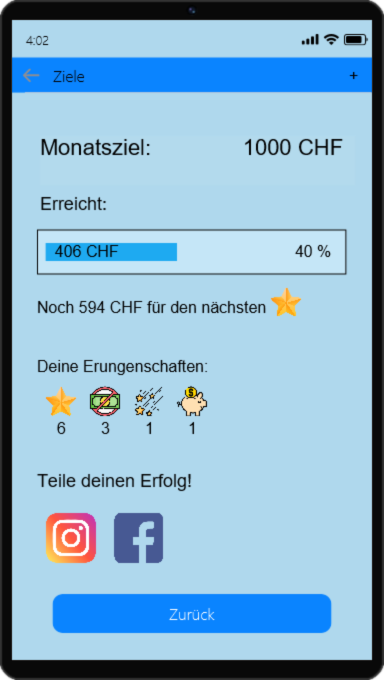 4:02
Ziele +
Monatsziel: 1000 CHF
Erreicht:
406 CHF 40 %
Noch 594 CHF für den nächsten
Deine Erungenschaften:
6 3 1 1
Teile deinen Erfolg!
Zurück